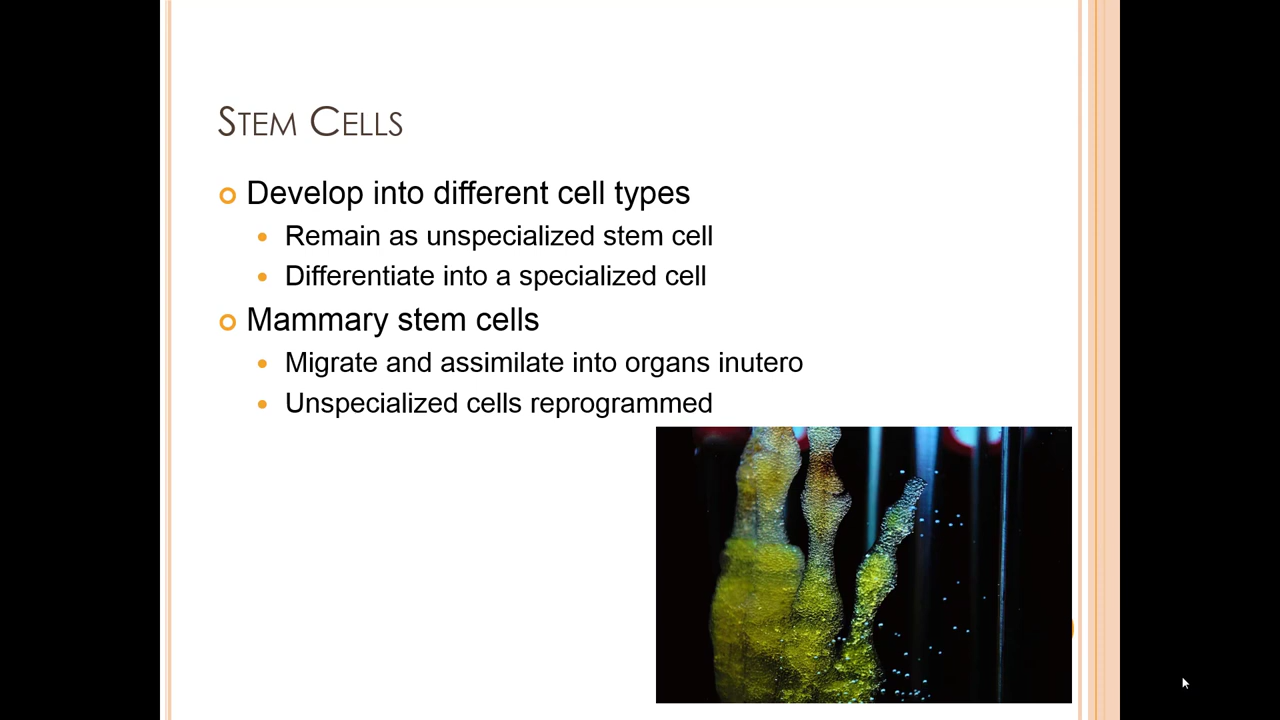 Stem Cells
Develop into different cell types
Remain as unspecialized stem cell
Differentiate into a specialized cell
Mammary stem cells
Migrate and assimilate into organs inutero
Unspecialized cells reprogrammed